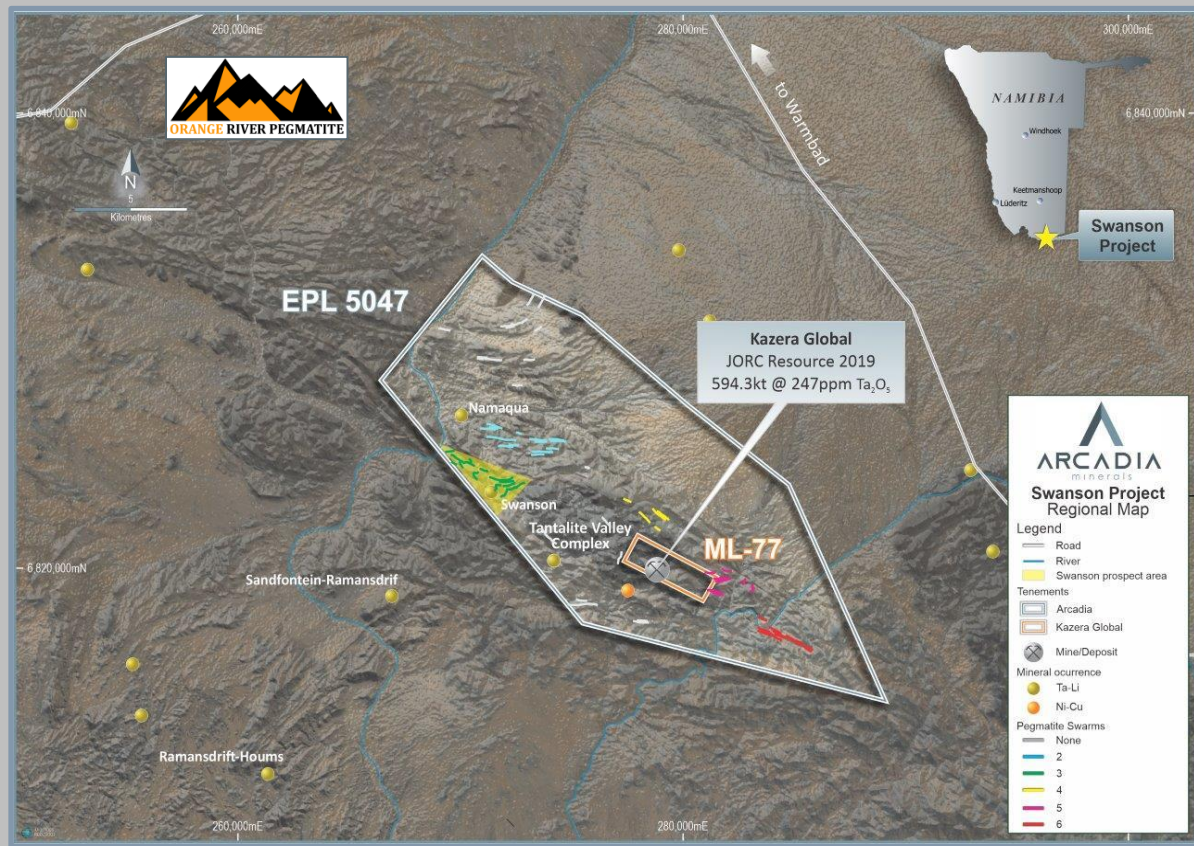 260,000mE
280,000mE
300,000mE
ORANGE RIVER PEGMATITE
6,840,000mN
6,840,000mN
to Warmbad
NAMIBIA
Windhoek
Keetmanshoop
Lüderitz
Swanson
Project
N
5
Kilometres
EPL 5047
Kazera Global
JORC Resource 2019
594.3kt @ 247ppm Ta₂O₅
Namaqua
Swanson
Tantalite Valley
Complex
ML-77
6,820,000mN
Sandfontein-Ramansdrif
Ramansdrift-Houms
260,000mE
280,000mE
ARCADIA
minerals
Swanson Project
Regional Map
Legend
Road
River
Swanson prospect area
Tenements
Arcadia
Kazera Global
Mine/Deposit
Mineral ocurrence
Ta-Li
Ni-Cu
Pegmatite Swarms
None
2
3
4
5
6